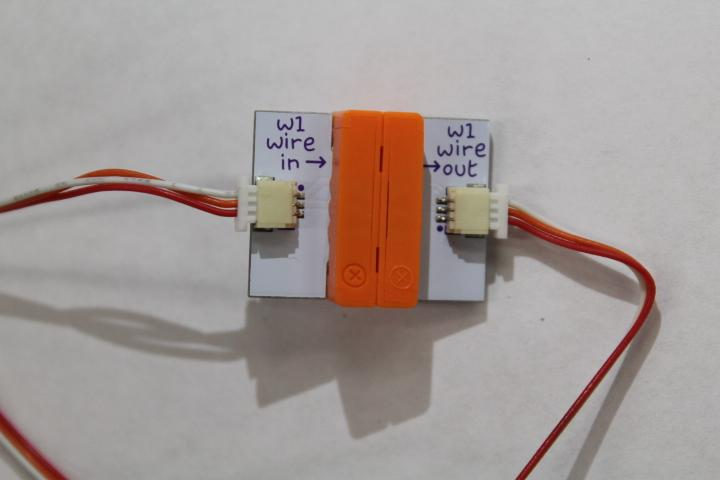 w1
wire
in →
w1
wire
→ out